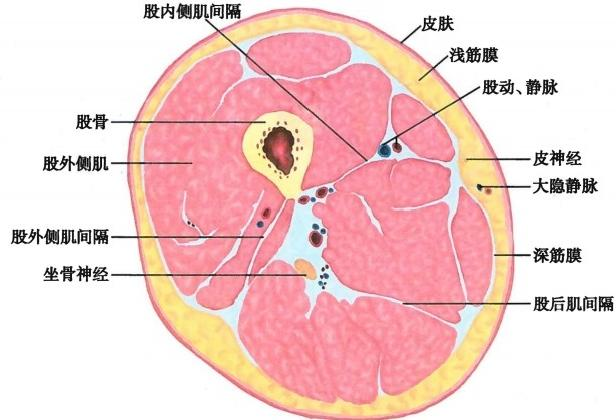 股内侧肌间隔
皮肤
浅筋膜
股动、静脉
股骨
股外侧肌
皮神经
大隐静脉
股外侧肌间隔
深筋膜
坐骨神经
股后肌间隔